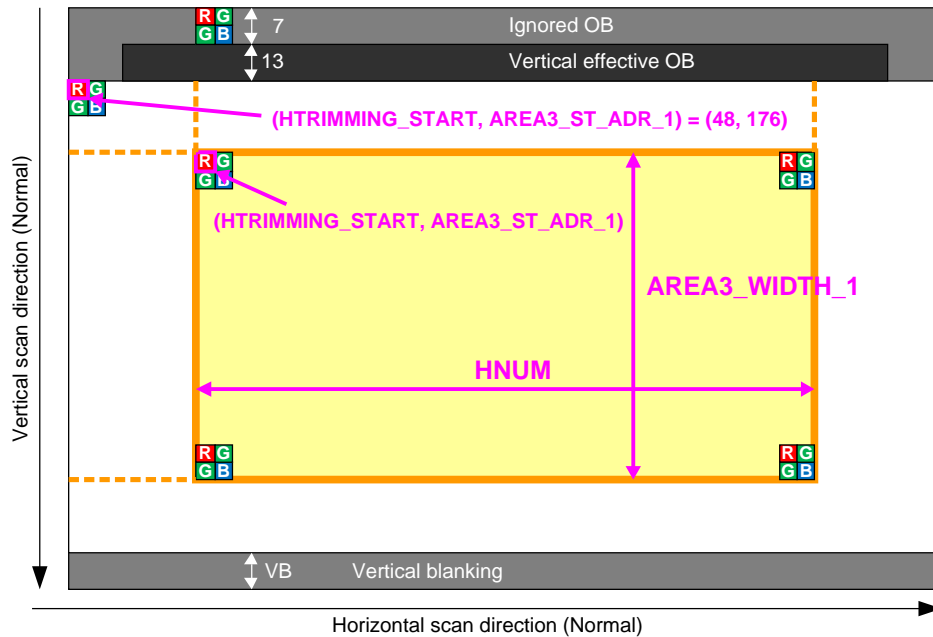 R G
G B
7
Ignored OB
13
Vertical effective OB
R G
G B
(HTRIMMING_START, AREA3_ST_ADR_1) = (48, 176)
R G
G B
R G
G B
(HTRIMMING_START, AREA3_ST_ADR_1)
AREA3_WIDTH_1
HNUM
R G
G B
R G
G B
VB
Vertical blanking
Vertical scan direction (Normal)
Horizontal scan direction (Normal)